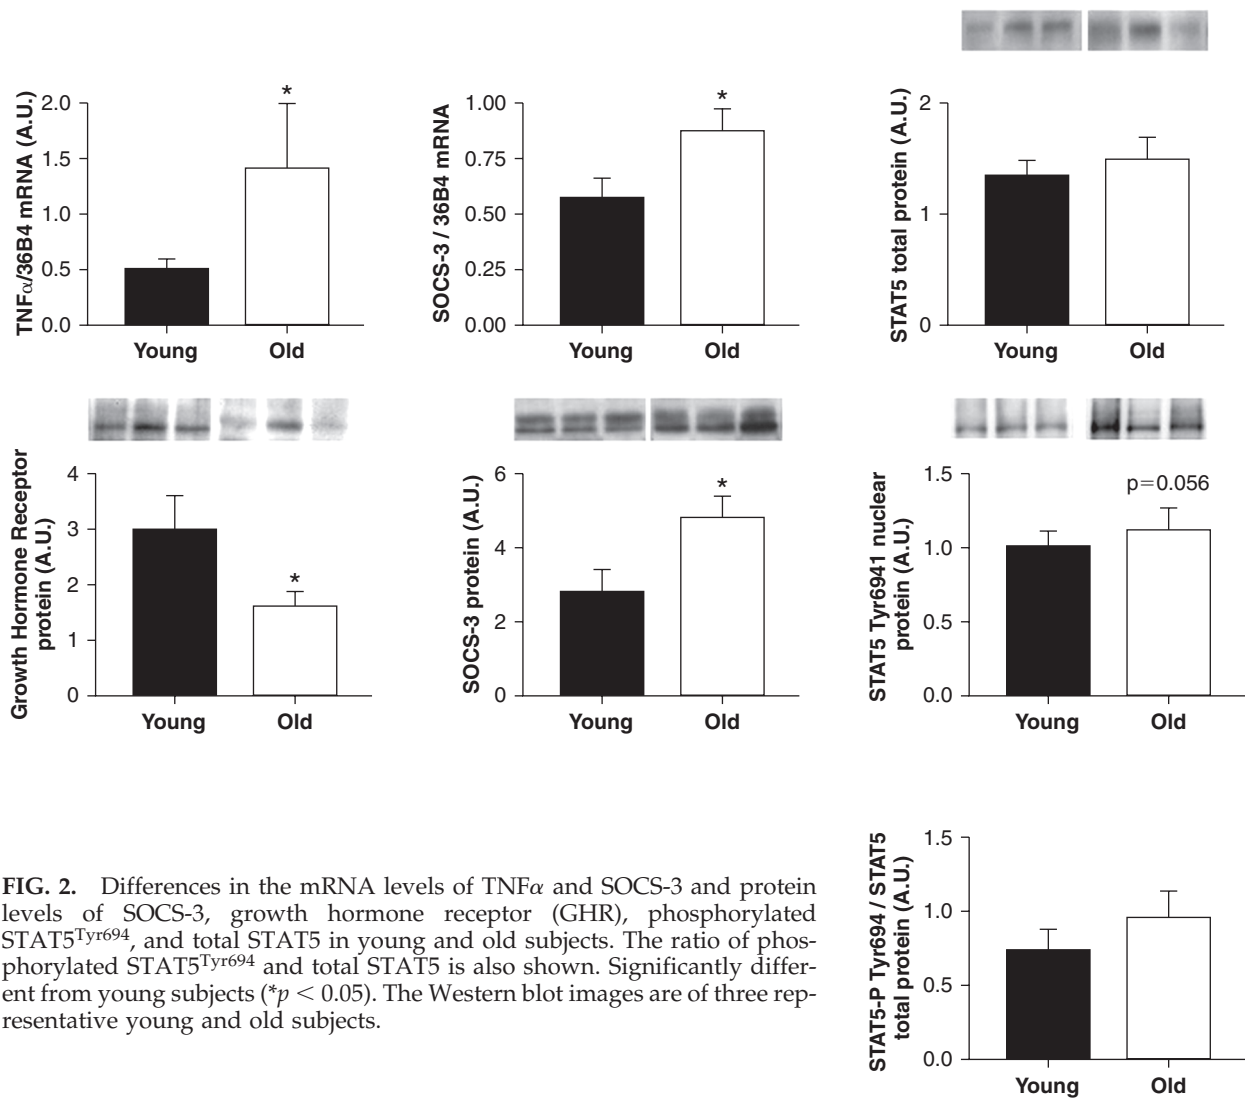 TNFα/36B4 mRNA (A.U.)
2.0
1.5
1.0
0.5
0.0
*
Young Old
SOCS-3 / 36B4 mRNA
1.00
0.75
0.50
0.25
0.00
*
Young Old
STAT5 total protein (A.U.)
2
1
0
Young Old
Growth Hormone Receptor
protein (A.U.)
4
3
2
1
0
*
Young Old
SOCS-3 protein (A.U.)
6
4
2
0
*
Young Old
STAT5 Tyr6941 nuclear
protein (A.U.)
1.5
1.0
0.5
0.0
p=0.056
Young Old
FIG. 2. Differences in the mRNA levels of TNFα and SOCS-3 and protein
levels of SOCS-3, growth hormone receptor (GHR), phosphorylated
STAT5Tyr694, and total STAT5 in young and old subjects. The ratio of phos-
phorylated STAT5Tyr694 and total STAT5 is also shown. Significantly differ-
ent from young subjects (*p < 0.05). The Western blot images are of three rep-
resentative young and old subjects.
STAT5-P Tyr694 / STAT5
total protein (A.U.)
1.5
1.0
0.5
0.0
Young Old